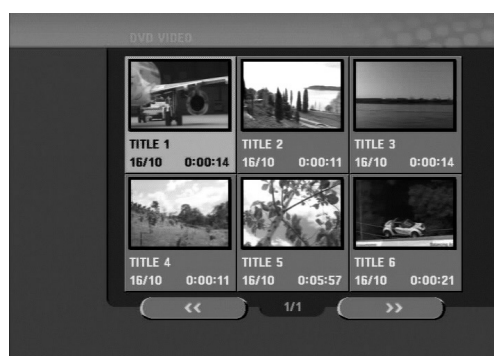 DVD VIDEO
TITLE 1
16/10 0:00:14
TITLE 2
16/10 0:00:11
TITLE 3
16/10 0:00:14
TITLE 4
16/10 0:00:11
TITLE 5
16/10 0:05:57
TITLE 6
16/10 0:00:21
<< 1/1 >>